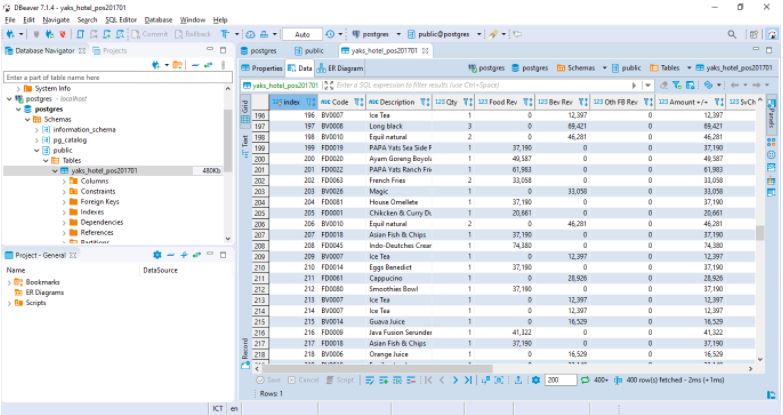 DBeaver 7.1.4 - yaks_hotel_pos201701
File Edit Navigate Search SQL Editor Database Window Help
Commit Rollback Auto postgres public@postgres
Database Navigator Projects
postgres public yaks_hotel_pos201701
Properties Data ER Diagram postgres postgres Schemas public Tables yaks_hotel_pos201701
Enter a part of table name here
yaks_hotel_pos201701 Enter a SQL expression to filter results (use Ctrl+Space)
System Info
postgres - localhost
postgres
Schemas
information_schema
pg_catalog
public
Tables
yaks_hotel_pos201701 480Kb
Columns
Constraints
Foreign Keys
Indexes
Dependencies
References
Partitions
Project - General
Name DataSource
Bookmarks
ER Diagrams
Scripts
Grid
Text
Record
Panels
123 index ABC Code ABC Description 123 Qty 123 Food Rev 123 Bev Rev 123 Oth FB Rev 123 Amount +/- 123 SvCh
196 196 BV0007 Ice Tea 1 0 12,397 0 12,397
197 197 BV0008 Long black 3 0 69,421 0 69,421
198 198 BV0010 Equil natural 2 0 46,281 0 46,281
199 199 FD0019 PAPA Yats Sea Side F 1 37,190 0 0 37,190
200 200 FD0020 Ayam Goreng Boyola 1 49,587 0 0 49,587
201 201 FD0022 PAPA Yats Ranch Fri 1 61,983 0 0 61,983
202 202 FD0063 French Fries 2 33,058 0 0 33,058
203 203 BV0026 Magic 1 0 33,058 0 33,058
204 204 FD0081 House Omellete 1 37,190 0 0 37,190
205 205 FD0001 Chikcken & Curry Du 1 20,661 0 0 20,661
206 206 BV0010 Equil natural 2 0 46,281 0 46,281
207 207 FD0018 Asian Fish & Chips 1 37,190 0 0 37,190
208 208 FD0045 Indo-Deutches Crear 1 74,380 0 0 74,380
209 209 BV0007 Ice Tea 1 0 12,397 0 12,397
210 210 FD0014 Eggs Benedict 1 37,190 0 0 37,190
211 211 FD0061 Cappucino 1 0 28,926 0 28,926
212 212 FD0080 Smoothies Bowl 1 37,190 0 0 37,190
213 213 BV0007 Ice Tea 1 0 12,397 0 12,397
214 214 BV0007 Ice Tea 1 0 12,397 0 12,397
215 215 BV0014 Guava Juice 1 0 16,529 0 16,529
216 216 FD0009 Java Fusion Serunder 1 41,322 0 0 41,322
217 217 FD0018 Asian Fish & Chips 1 37,190 0 0 37,190
218 218 BV0006 Orange Juice 1 0 16,529 0 16,529
Save Cancel Script 200 400+ 400 row(s) fetched - 2ms (+1ms)
Rows: 1
ICT en